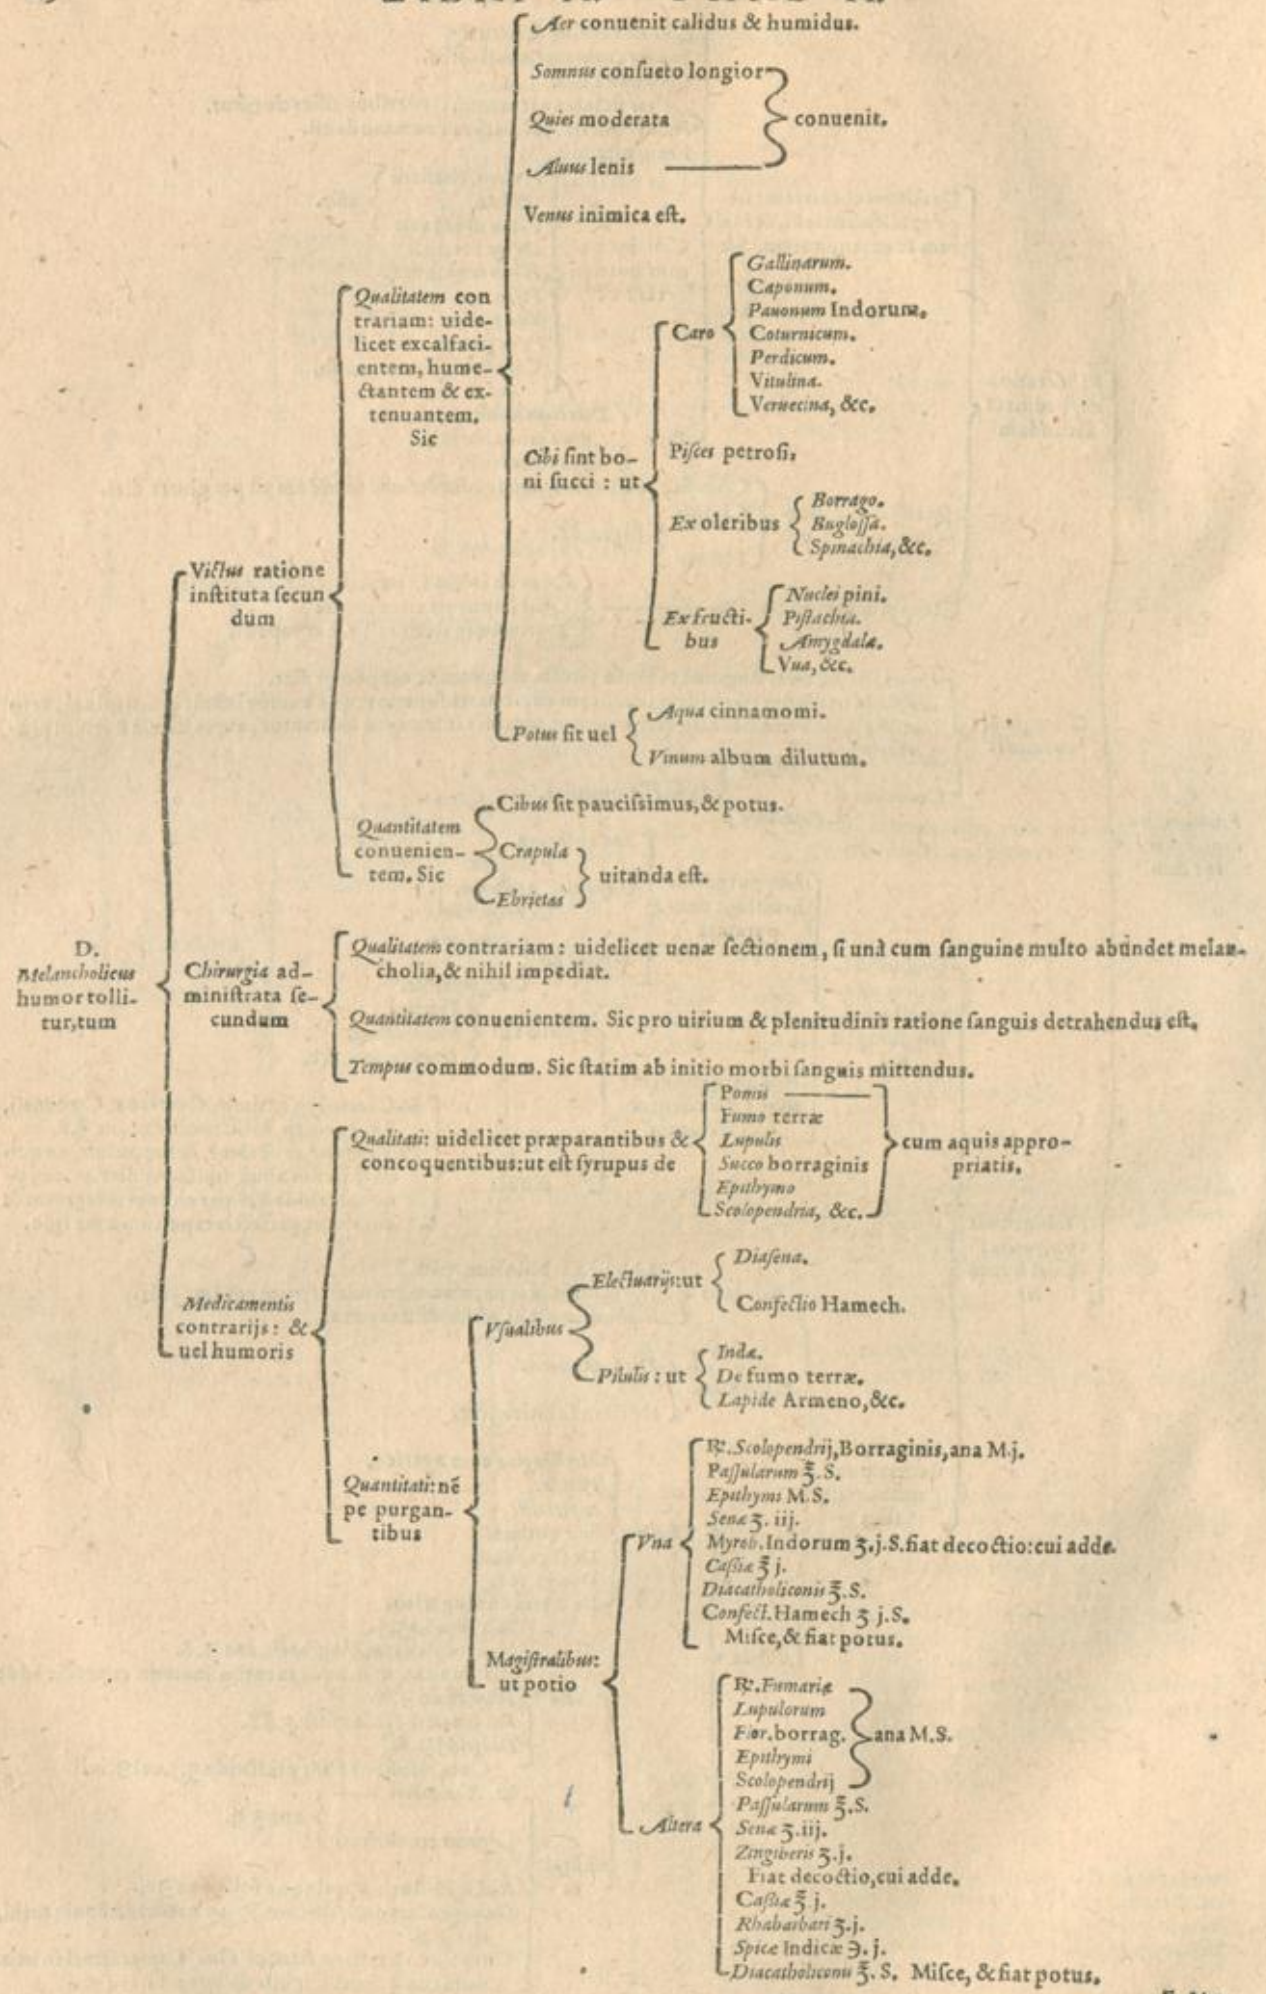 Aer conuenit calidus & humidus.
Somnus conſueto longior
Quies moderata
conuenit.
Aluus lenis
Venus inimica eſt.
Qualitatem con
trariam: uide-
licet excalfaci-
entem, hume-
ctantem & ex-
tenuantem.
Sic
Cibi ſint bo-
ni ſucci : ut
Caro
Gallinarum.
Caponum.
Pauonum Indorum.
Coturnicum.
Perdicum.
Vitulina.
Veruecina, &c.
Piſces petroſi,
Ex oleribus
Borrago.
Bugloſſa.
Spinachia, &c.
Ex fructi-
bus
Nuclei pini.
Piſtachia.
Amygdalæ.
Vua, &c.
Potus ſit uel
Aqua cinnamomi.
Vinum album dilutum.
Victus ratione
inſtituta ſecun
dum
Quantitatem
conuenien-
tem. Sic
Cibus ſit pauciſsimus, & potus.
Crapula
Ebrietas
uitanda eſt.
D.
Melancholicus
humor tolli-
tur, tum
Chirurgia ad-
miniſtrata ſe-
cundum
Qualitatem contrariam : uidelicet uenæ ſectionem, ſi unà cum ſanguine multo abundet melan-
cholia, & nihil impediat.
Quantitatem conuenientem. Sic pro uirium & plenitudinis ratione ſanguis detrahendus eſt.
Tempus commodum. Sic ſtatim ab initio morbi ſanguis mittendus.
Medicamentis
contrarijs : &
uel humoris
Qualitati: uidelicet præparantibus &
concoquentibus: ut eſt ſyrupus de
Pomis
Fumo terræ
Lupulis
Succo borraginis
Epithymo
Scolopendria, &c.
cum aquis appro-
priatis.
Quantitati: nē
pe purgan-
tibus
Vſualibus
Electuarijs: ut
Diaſena.
Confectio Hamech.
Pilulis : ut
Indæ.
De fumo terræ.
Lapide Armeno, &c.
Magiſtralibus:
ut potio
Vna
℞. Scolopendrij, Borraginis, ana M.j.
Paſſularum ℥.S.
Epithymi M.S.
Senæ ʒ. iij.
Myrob. Indorum ʒ.j.S. fiat decoctio: cui adde.
Caſsiæ ℥ j.
Diacatholiconis ℥.S.
Confect. Hamech ʒ j.S.
Miſce, & fiat potus.
Altera
℞. Fumariæ
Lupulorum
Flor. borrag.
Epithymi
Scolopendrij
ana M.S.
Paſſularum ℥.S.
Senæ ʒ.iij.
Zingiberis ʒ.j.
Fiat decoctio, cui adde.
Caſsiæ ℥ j.
Rhabarbari ʒ.j.
Spicæ Indicæ ℈. j.
Diacatholiconis ℥. S. Miſce, & fiat potus.